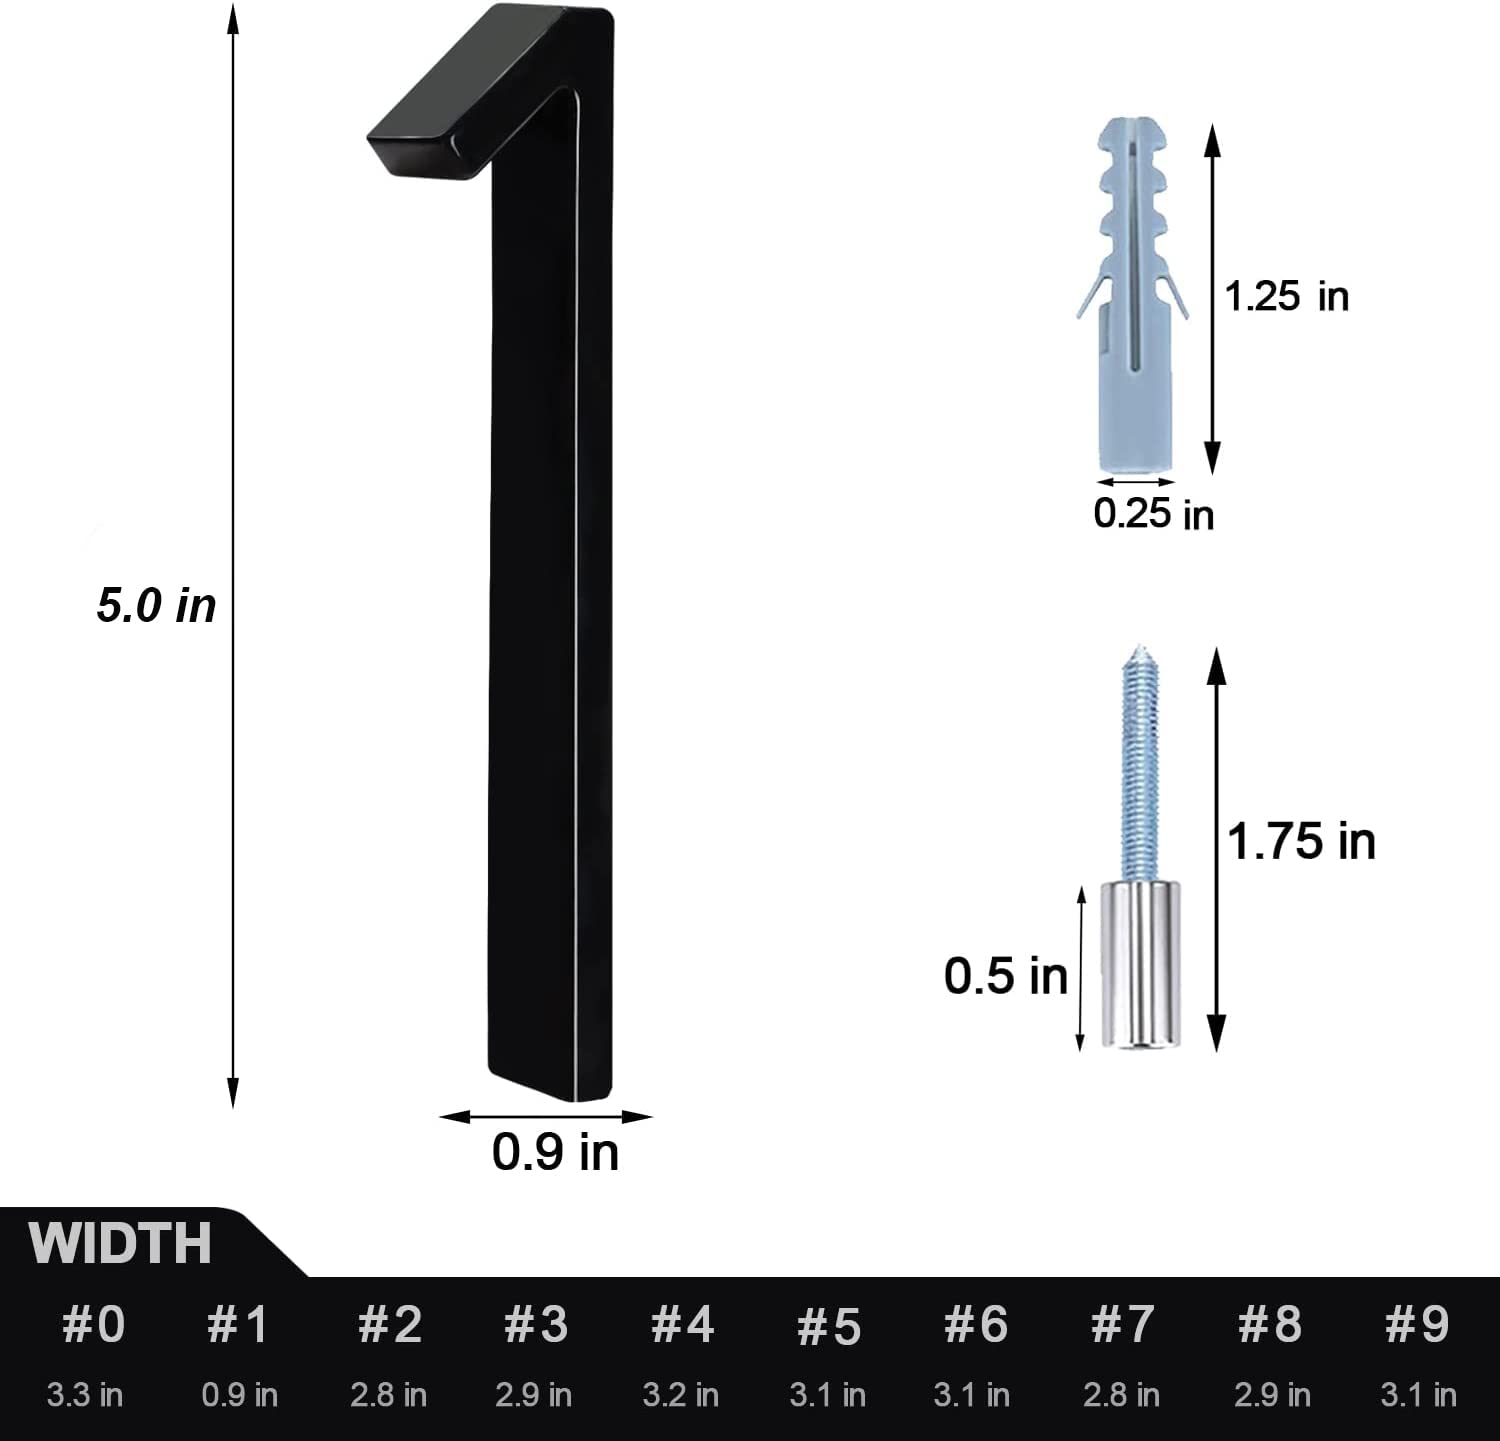 1.25 in
0.25 in
5.0 in
1.75 in
0.5 in
0.9 in
WIDTH
#0 #1 #2 #3 #4 #5 #6 #7 #8 #9
3.3 in 0.9 in 2.8 in 2.9 in 3.2 in 3.1 in 3.1 in 2.8 in 2.9 in 3.1 in